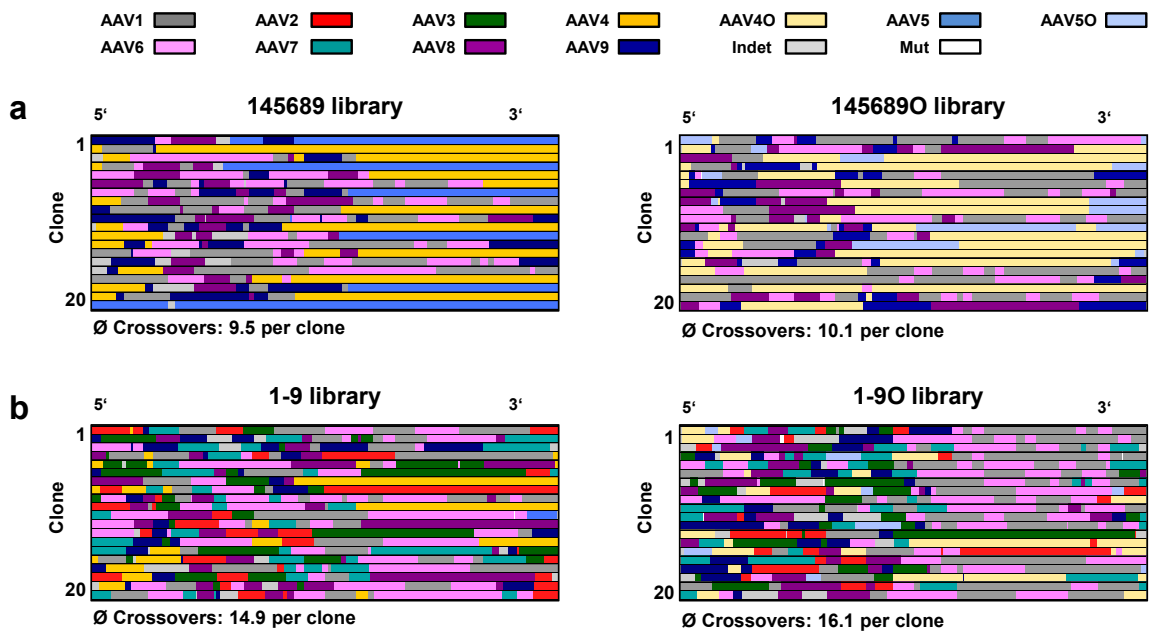 AAV1 AAV2 AAV3 AAV4 AAV4O AAV5 AAV5O
AAV6 AAV7 AAV8 AAV9 Indet Mut
a
5‘ 145689 library 3‘
1
Clone
20
Ø Crossovers: 9.5 per clone
5‘ 145689O library 3‘
1
Clone
20
Ø Crossovers: 10.1 per clone
b
5‘ 1-9 library 3‘
1
Clone
20
Ø Crossovers: 14.9 per clone
5‘ 1-9O library 3‘
1
Clone
20
Ø Crossovers: 16.1 per clone